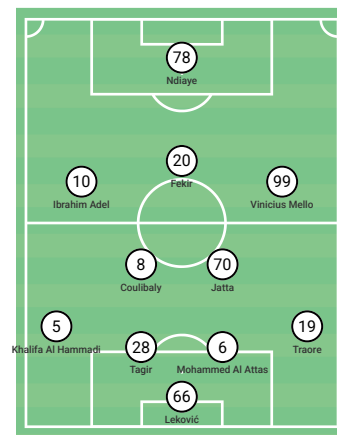 78
Ndiaye
20
Fekir
10
Ibrahim Adel
99
Vinicius Mello
8
Coulibaly
70
Jatta
5
Khalifa Al Hammadi
19
Traore
28
Tagir
6
Mohammed Al Attas
66
Leković